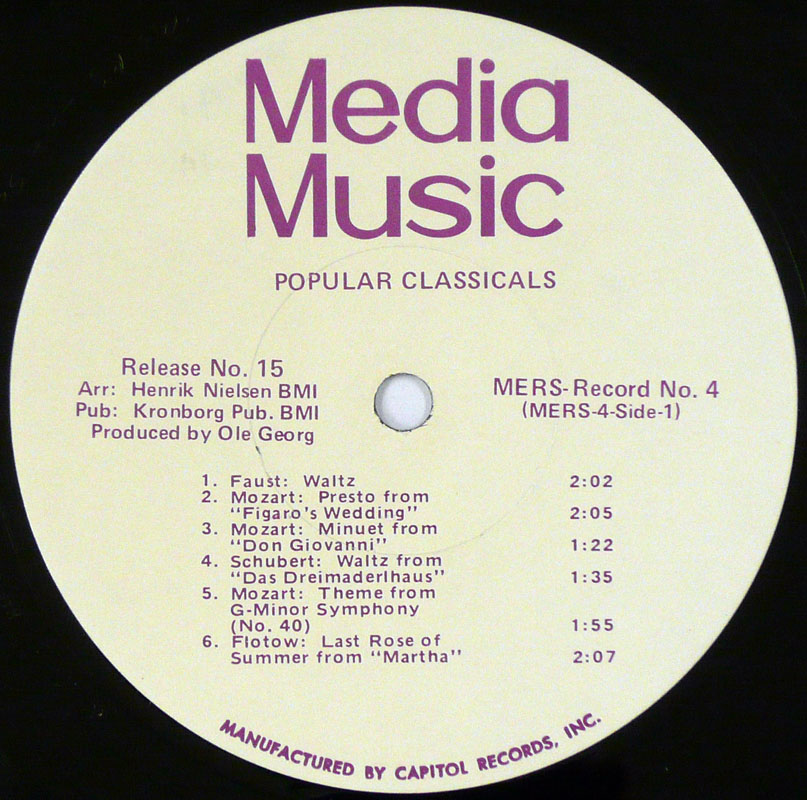 Media
Music
POPULAR CLASSICALS
Release No. 15
Arr: Henrik Nielsen BMI
Pub: Kronborg Pub. BMI
Produced by Ole Georg
MERS-Record No. 4
(MERS-4-Side-1)
1. Faust: Waltz 2:02
2. Mozart: Presto from
"Figaro's Wedding" 2:05
3. Mozart: Minuet from
"Don Giovanni" 1:22
4. Schubert: Waltz from
"Das Dreimaderlhaus" 1:35
5. Mozart: Theme from
G-Minor Symphony
(No. 40) 1:55
6. Flotow: Last Rose of
Summer from "Martha" 2:07
MANUFACTURED BY CAPITOL RECORDS, INC.